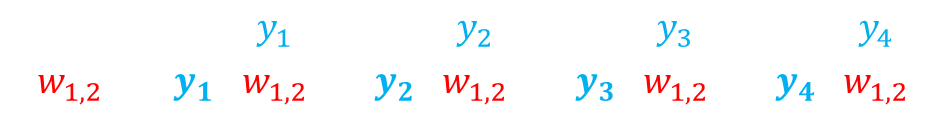 y₁ y₂ y₃ y₄
w₁,₂ y₁ w₁,₂ y₂ w₁,₂ y₃ w₁,₂ y₄ w₁,₂